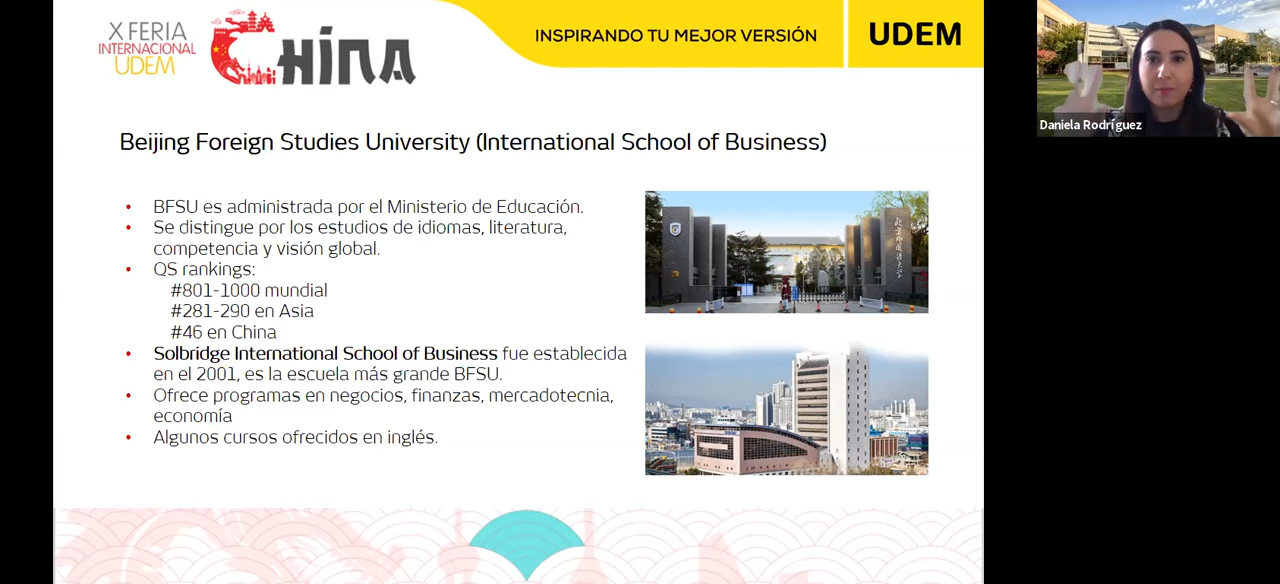 X FERIA
INTERNACIONAL
UDEM
CHINA
INSPIRANDO TU MEJOR VERSIÓN
UDEM
Daniela Rodríguez
Beijing Foreign Studies University (International School of Business)
• BFSU es administrada por el Ministerio de Educación.
• Se distingue por los estudios de idiomas, literatura,
competencia y visión global.
• QS rankings:
#801-1000 mundial
#281-290 en Asia
#46 en China
• Solbridge International School of Business fue establecida
en el 2001, es la escuela más grande BFSU.
• Ofrece programas en negocios, finanzas, mercadotecnia,
economía
• Algunos cursos ofrecidos en inglés.